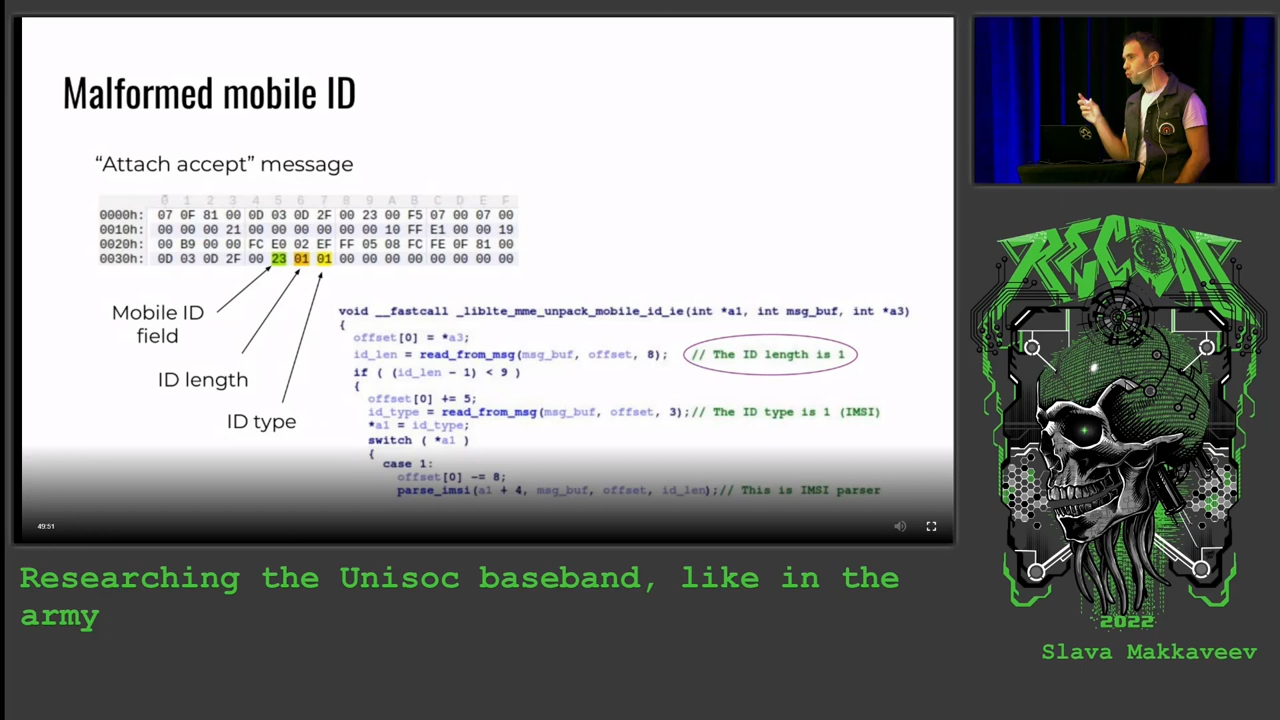 Malformed mobile ID
“Attach accept” message
0 1 2 3 4 5 6 7 8 9 A B C D E F
0000h: 07 0F 81 00 0D 03 0D 2F 00 23 00 F5 07 00 07 00
0010h: 00 00 00 21 00 00 00 00 00 00 10 FF E1 00 00 19
0020h: 00 B9 00 00 FC E0 02 EF FF 05 08 FC FE 0F 81 00
0030h: 0D 03 0D 2F 00 23 01 01 00 00 00 00 00 00 00 00
Mobile ID
field
ID length
ID type
void __fastcall _liblte_mme_unpack_mobile_id_ie(int *a1, int msg_buf, int *a3)
{
offset[0] = *a3;
id_len = read_from_msg(msg_buf, offset, 8); // The ID length is 1
if ( (id_len - 1) < 9 )
{
offset[0] += 5;
id_type = read_from_msg(msg_buf, offset, 3);// The ID type is 1 (IMSI)
*a1 = id_type;
switch ( *a1 )
{
case 1:
offset[0] -= 8;
parse_imsi(a1 + 4, msg_buf, offset, id_len);// This is IMSI parser
49:51
RECON
2022
Researching the Unisoc baseband, like in the
army
Slava Makkaveev